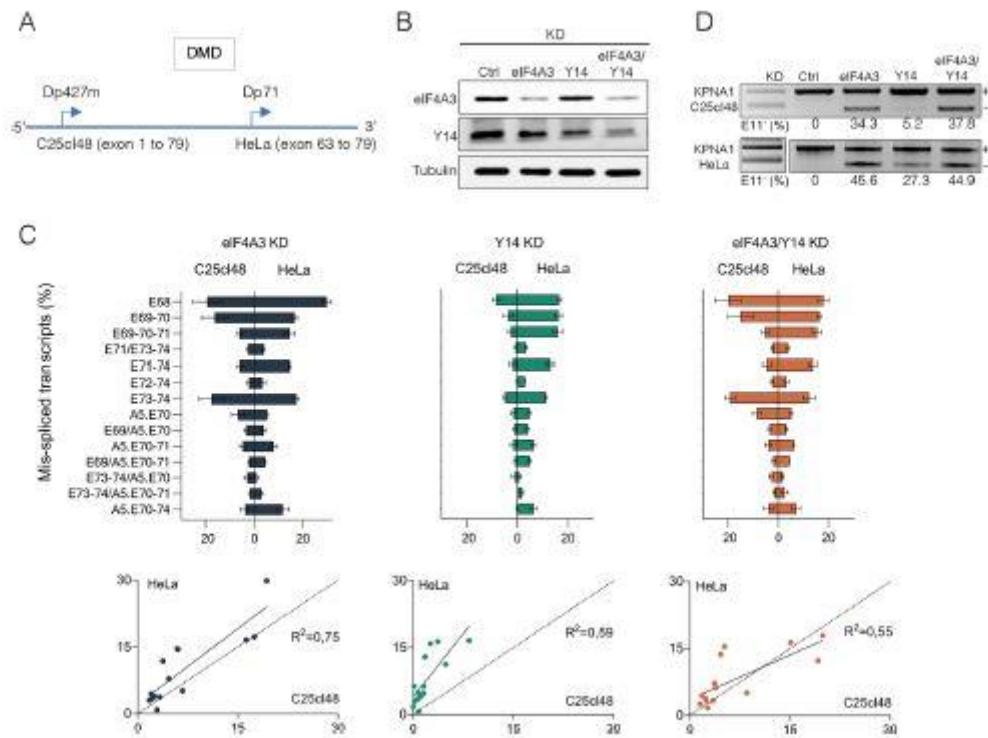 A
DMD
Dp427m
Dp71
5'
3'
C25cl48 (exon 1 to 79)
HeLa (exon 63 to 79)
B
KD
Ctrl eIF4A3 Y14 eIF4A3/
Y14
eIF4A3
Y14
Tubulin
D
KD Ctrl eIF4A3 Y14 eIF4A3/
Y14
KPNA1 +
C25cl48 -
E11- (%) 0 34.3 5.2 37.8
KPNA1 +
HeLa -
E11- (%) 0 45.6 27.3 44.9
C
Mis-spliced transcripts (%)
eIF4A3 KD
C25cl48 HeLa
E68
E69-70
E69-70-71
E71/E73-74
E71-74
E72-74
E73-74
A5.E70
E69/A5.E70
A5.E70-71
E69/A5.E70-71
E73-74/A5.E70
E73-74/A5.E70-71
A5.E70-74
20 0 20
Y14 KD
C25cl48 HeLa
20 0 20
eIF4A3/Y14 KD
C25cl48 HeLa
20 0 20
30
HeLa
15
R²=0,75
C25cl48
0
0 15 30
30
HeLa
15
R²=0,59
C25cl48
0
0 15 30
30
HeLa
15
R²=0,55
C25cl48
0
0 15 30